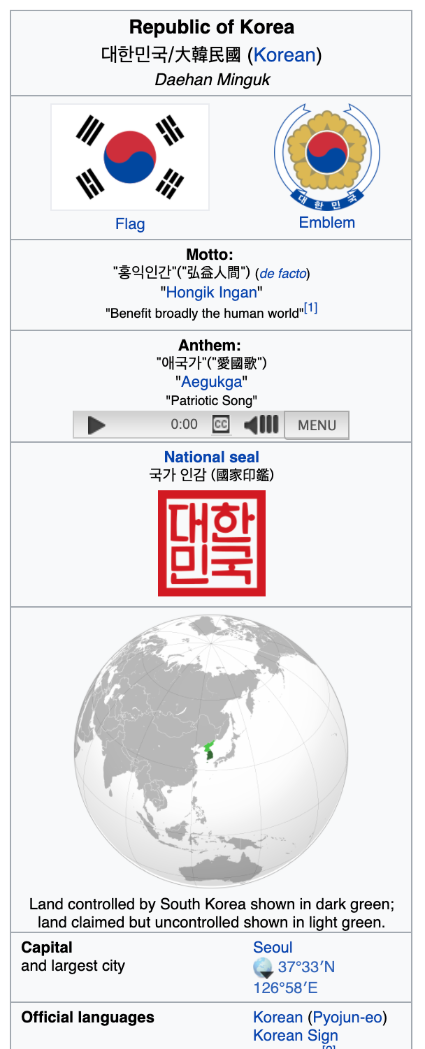 Republic of Korea
대한민국/大韓民國 (Korean)
Daehan Minguk
대한민국
Flag
Emblem
Motto:
"홍익인간"("弘益人間") (de facto)
"Hongik Ingan"
"Benefit broadly the human world"[1]
Anthem:
"애국가"("愛國歌")
"Aegukga"
"Patriotic Song"
0:00 CC MENU
National seal
국가 인감 (國家印鑑)
대한
민국
Land controlled by South Korea shown in dark green;
land claimed but uncontrolled shown in light green.
Capital
and largest city
Seoul
37°33′N
126°58′E
Official languages
Korean (Pyojun-eo)
Korean Sign